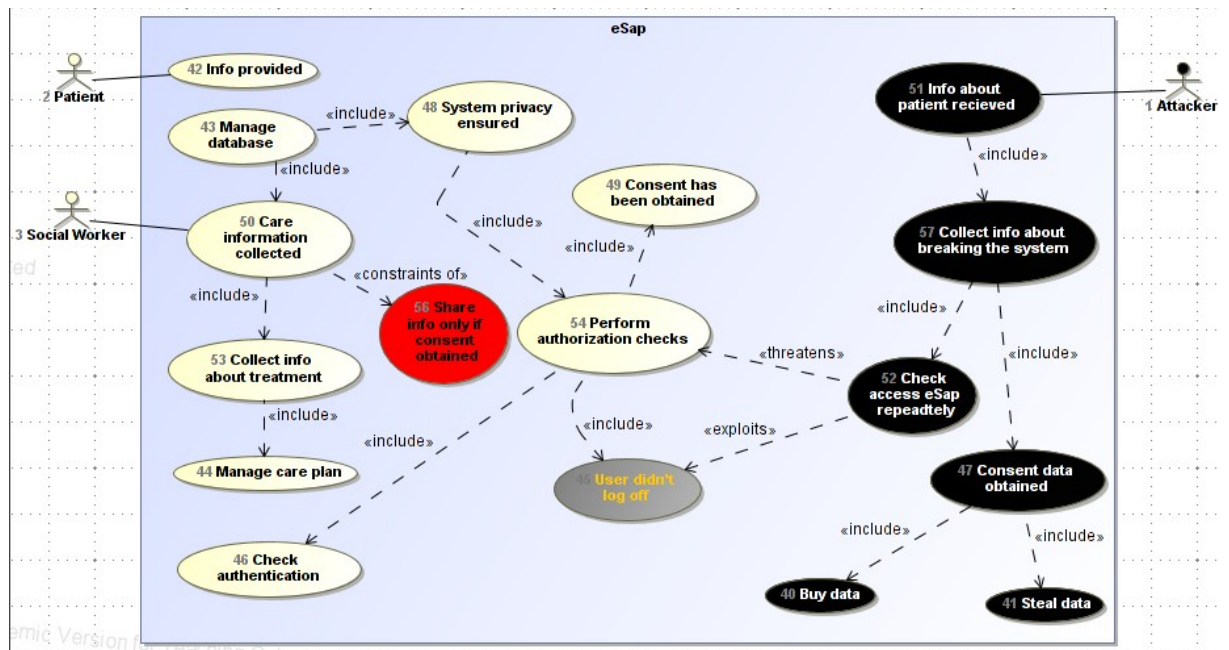 eSap
42 Info provided
2 Patient
48 System privacy
ensured
«include»
43 Manage
database
«include»
51 Info about
patient recieved
1 Attacker
«include»
49 Consent has
been obtained
50 Care
information
collected
3 Social Worker
«include»
«include»
57 Collect info about
breaking the system
«constraints of»
«include»
56 Share
info only if
consent
obtained
54 Perform
authorization checks
«include»
«threatens»
«include»
53 Collect info
about treatment
52 Check
access eSap
repeadtely
«include»
«include»
«include»
«exploits»
44 Manage care plan
45 User didn't
log off
47 Consent data
obtained
«include»
«include»
46 Check
authentication
40 Buy data
41 Steal data
emic Version for